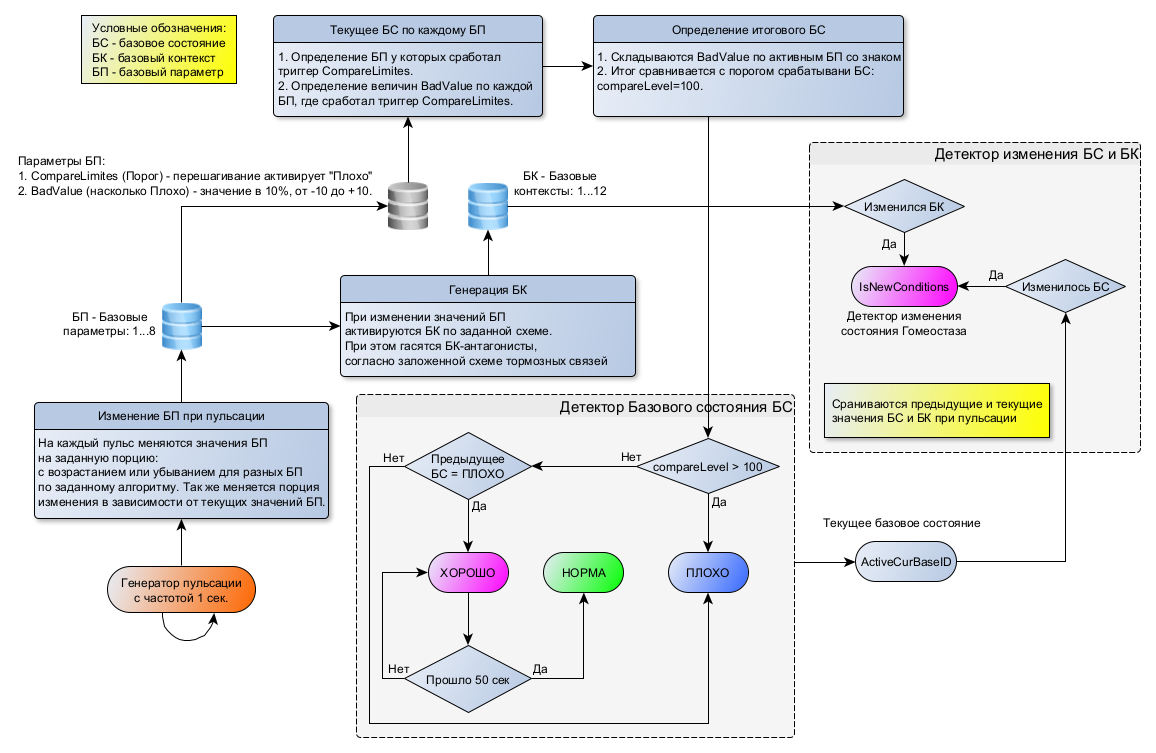 Условные обозначения:
БС - базовое состояние
БК - базовый контекст
БП - базовый параметр
Текущее БС по каждому БП
1. Определение БП у которых сработал
триггер CompareLimites.
2. Определение величин BadValue по каждой
БП, где сработал триггер CompareLimites.
Определение итогового БС
1. Складываются BadValue по активным БП со знаком
2. Итог сравнивается с порогом срабатывани БС:
compareLevel=100.
Параметры БП:
1. CompareLimites (Порог) - перешагивание активирует "Плохо"
2. BadValue (насколько Плохо) - значение в 10%, от -10 до +10.
БК - Базовые
контексты: 1...12
Детектор изменения БС и БК
Изменился БК
Да
IsNewConditions
Да
Изменилось БС
Детектор изменения
состояния Гомеостаза
Сраниваются предыдущие и текущие
значения БС и БК при пульсации
БП - Базовые
параметры: 1...8
Генерация БК
При изменении значений БП
активируются БК по заданной схеме.
При этом гасятся БК-антагонисты,
согласно заложенной схеме тормозных связей
Изменение БП при пульсации
На каждый пульс меняются значения БП
на заданную порцию:
с возрастанием или убыванием для разных БП
по заданному алгоритму. Так же меняется порция
изменения в зависимости от текущих значений БП.
Генератор пульсации
с частотой 1 сек.
Детектор Базового состояния БС
Нет
Предыдущее
БС = ПЛОХО
Нет
compareLevel > 100
Да
Да
ХОРОШО
НОРМА
ПЛОХО
Нет
Прошло 50 сек
Да
Текущее базовое состояние
ActiveCurBaseID